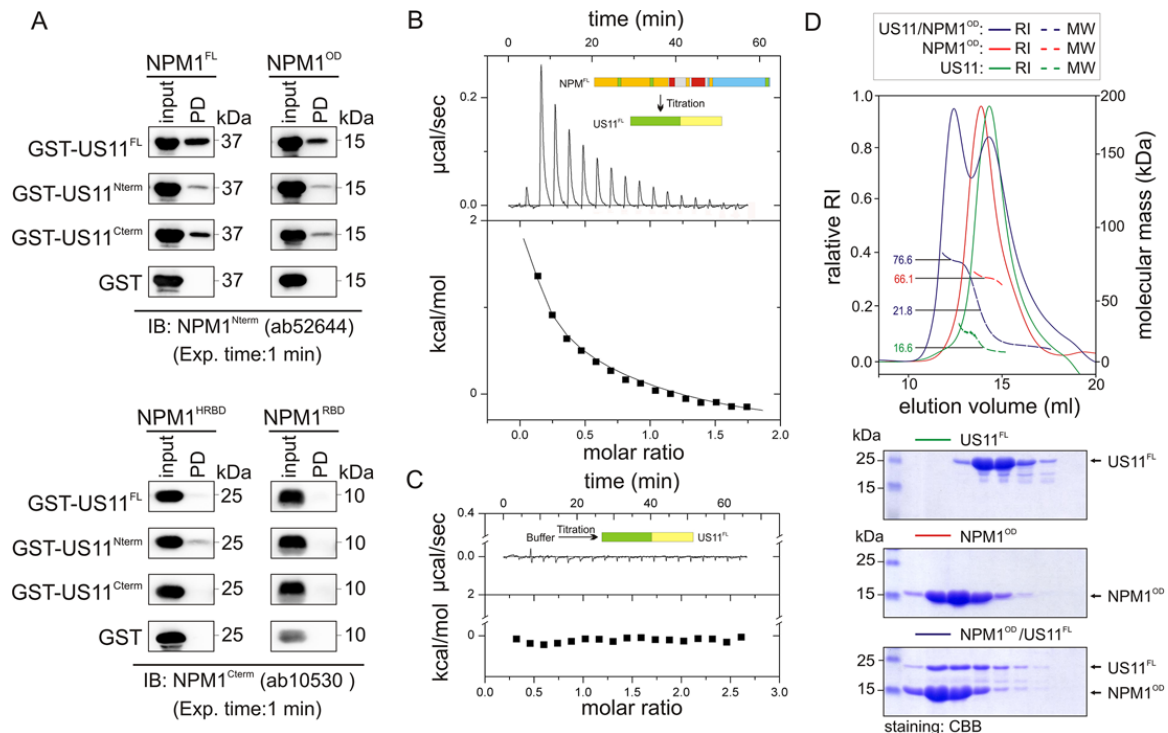 A
NPM1FL NPM1OD
input PD kDa input PD kDa
GST-US11FL 37 15
GST-US11Nterm 37 15
GST-US11Cterm 37 15
GST 37 15
IB: NPM1Nterm (ab52644)
(Exp. time:1 min)
NPM1HRBD NPM1RBD
input PD kDa input PD kDa
GST-US11FL 25 10
GST-US11Nterm 25 10
GST-US11Cterm 25 10
GST 25 10
IB: NPM1Cterm (ab10530 )
(Exp. time:1 min)
B
time (min)
0 10 20 30 40 50 60
NPMFL
Titration
US11FL
0.2
0.0
µcal/sec
2
0
kcal/mol
0.0 0.5 1.0 1.5 2.0
molar ratio
C
time (min)
0 20 40 60
0.4
Buffer Titration US11FL
0.0
µcal/sec
2
0
kcal/mol
0.0 0.5 1.0 1.5 2.0 2.5 3.0
molar ratio
D
US11/NPM1OD: RI MW
NPM1OD: RI MW
US11: RI MW
1.0 200
0.8 150
0.6
100
0.4
76.6
66.1
50
0.2
21.8
16.6
0.0 0
ralative RI
molecular mass (kDa)
10 15 20
elution volume (ml)
kDa US11FL
25 US11FL
15
kDa NPM1OD
25
15 NPM1OD
kDa NPM1OD/US11FL
25 US11FL
15 NPM1OD
staining: CBB